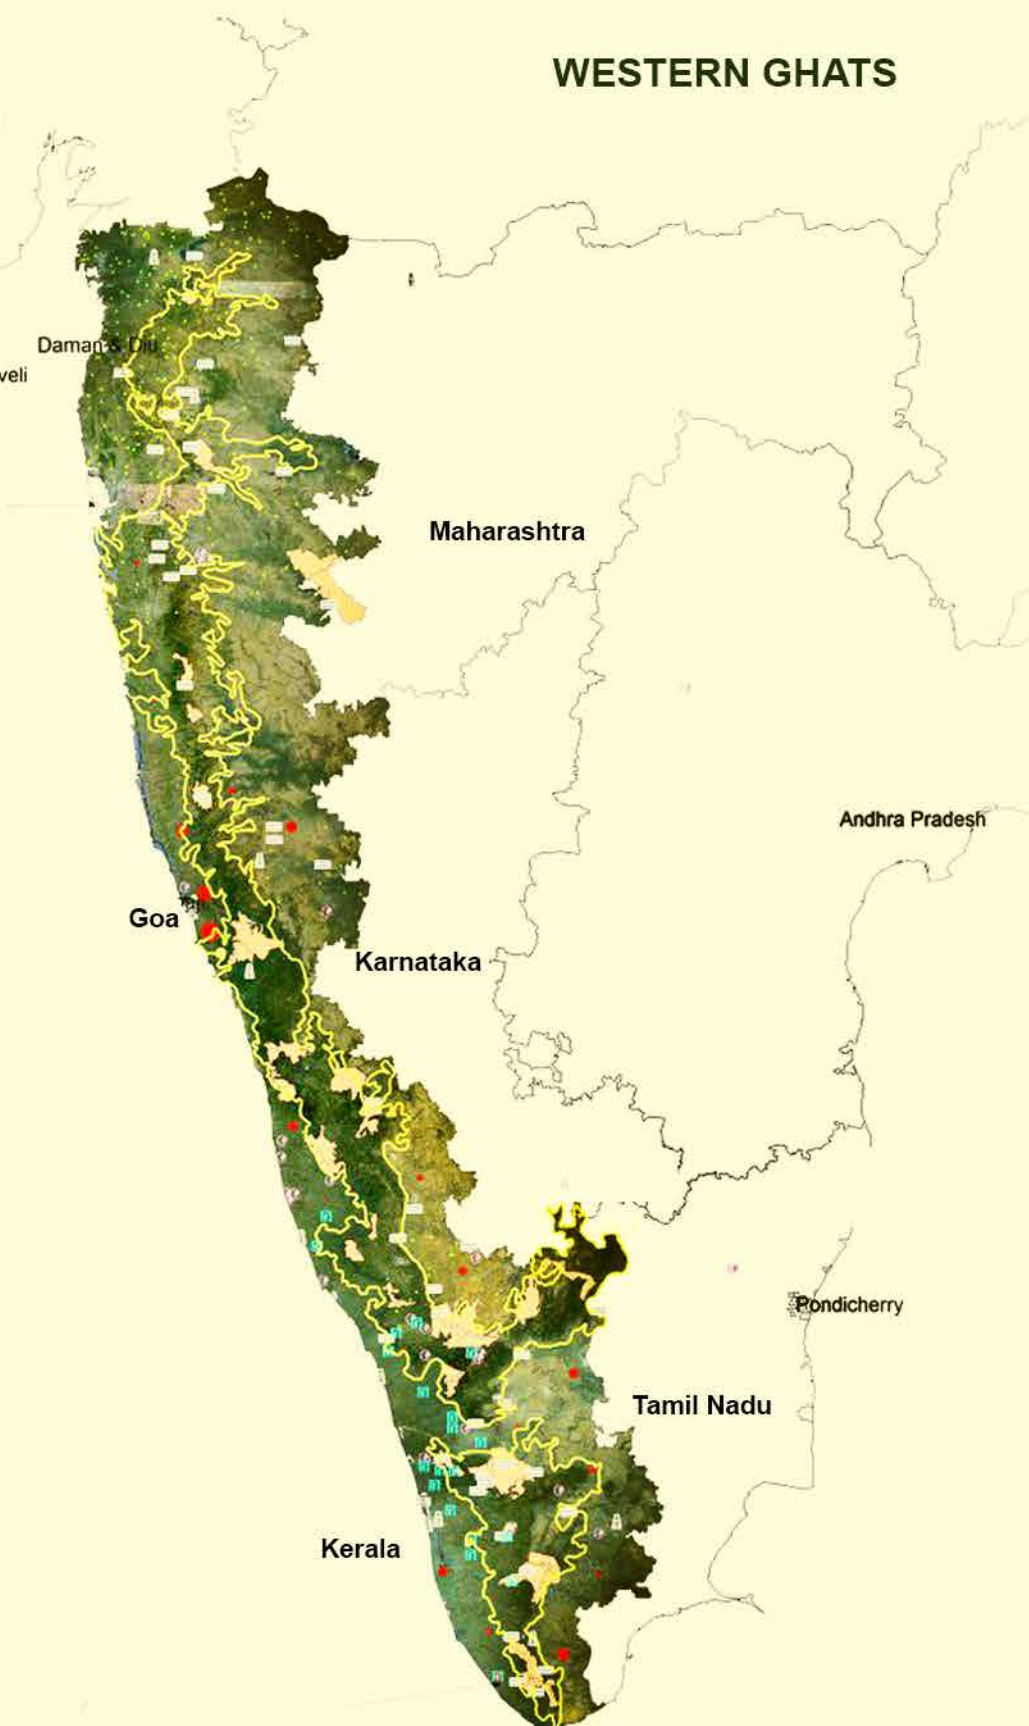 WESTERN GHATS
Daman & Diu
veli
Maharashtra
Andhra Pradesh
Goa
Karnataka
Pondicherry
Tamil Nadu
Kerala